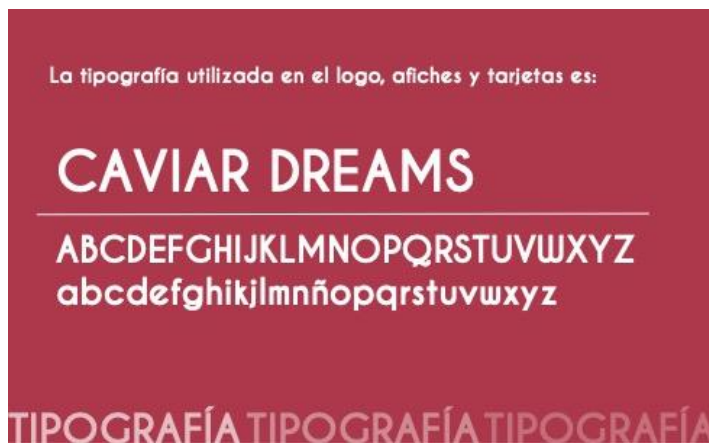 La tipografía utilizada en el logo, afiches y tarjetas es:
CAVIAR DREAMS
ABCDEFGHIJKLMNOPQRSTUVWXYZ
abcdefghikjlmnñopqrstuvwxyz
TIPOGRAFÍA TIPOGRAFÍA TIPOGRAFÍA